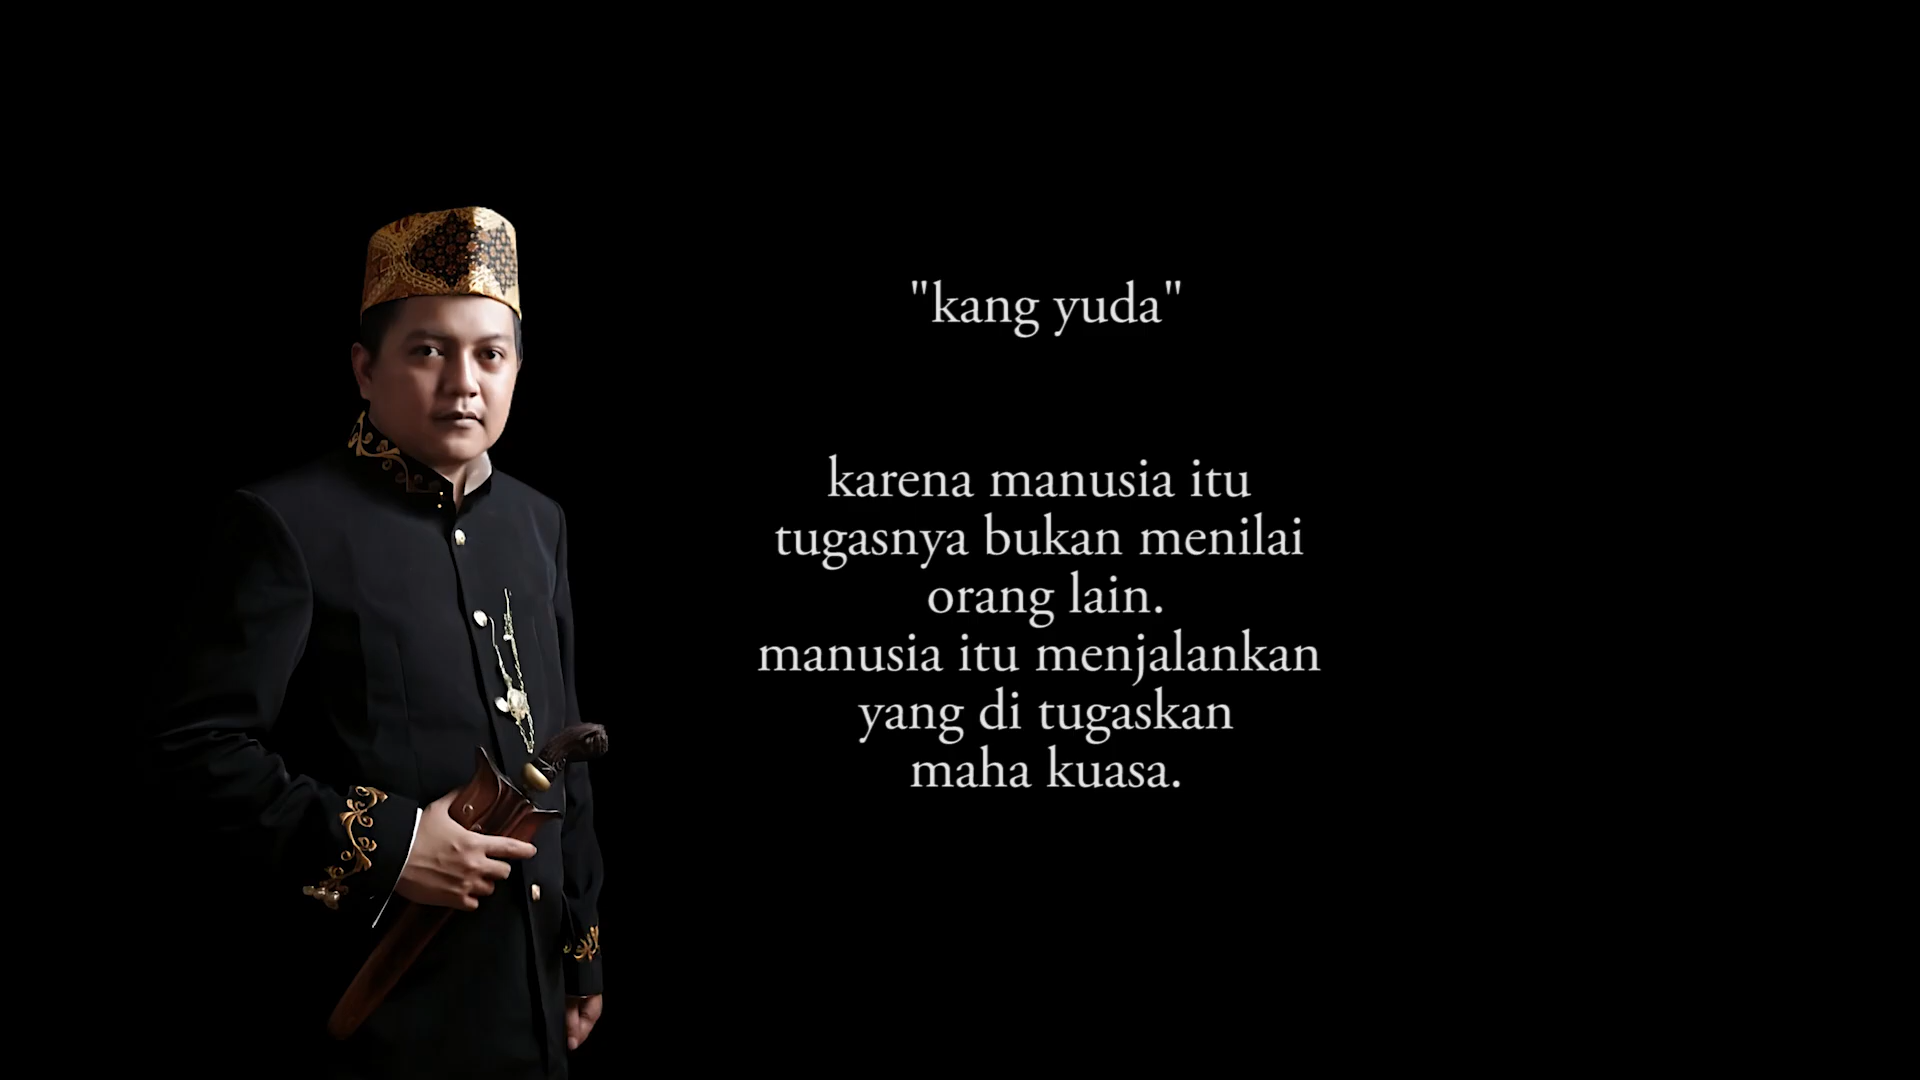 "kang yuda"
karena manusia itu
tugasnya bukan menilai
orang lain.
manusia itu menjalankan
yang di tugaskan
maha kuasa.